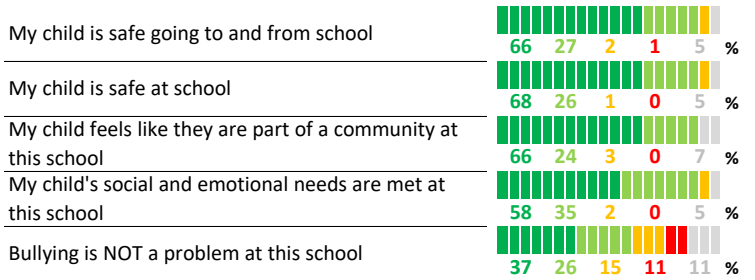 My child is safe going to and from school
66 27 2 1 5 %
My child is safe at school
68 26 1 0 5 %
My child feels like they are part of a community at
this school
66 24 3 0 7 %
My child's social and emotional needs are met at
this school
58 35 2 0 5 %
Bullying is NOT a problem at this school
37 26 15 11 11 %